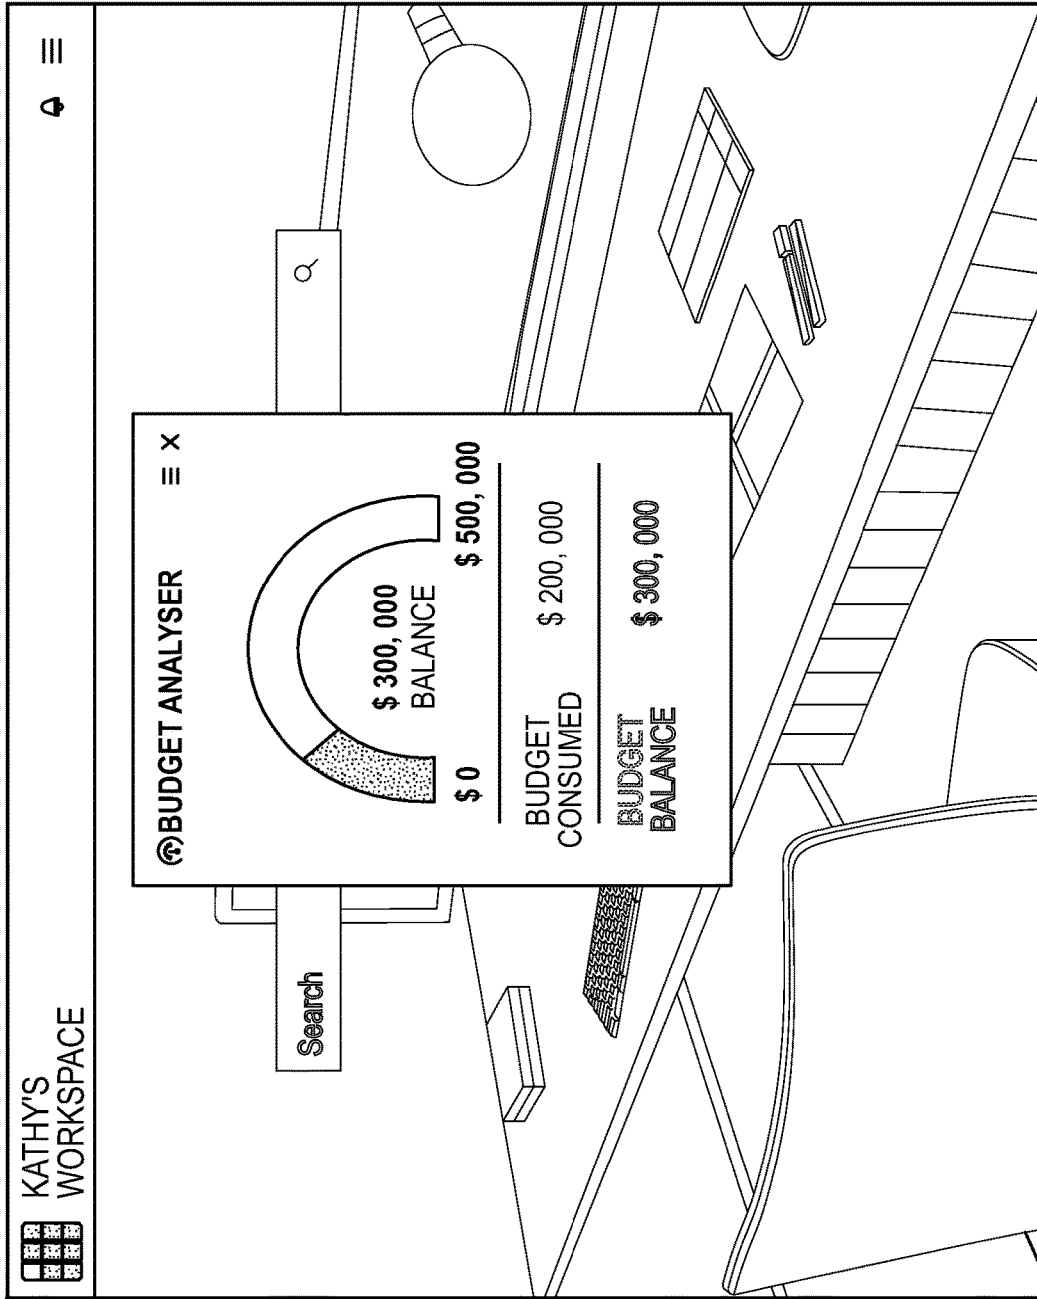 KATHY'S
WORKSPACE
Search
BUDGET ANALYSER
X
$ 300, 000
BALANCE
$ 0
$ 500, 000
BUDGET
CONSUMED
$ 200, 000
BUDGET
BALANCE
$ 300, 000